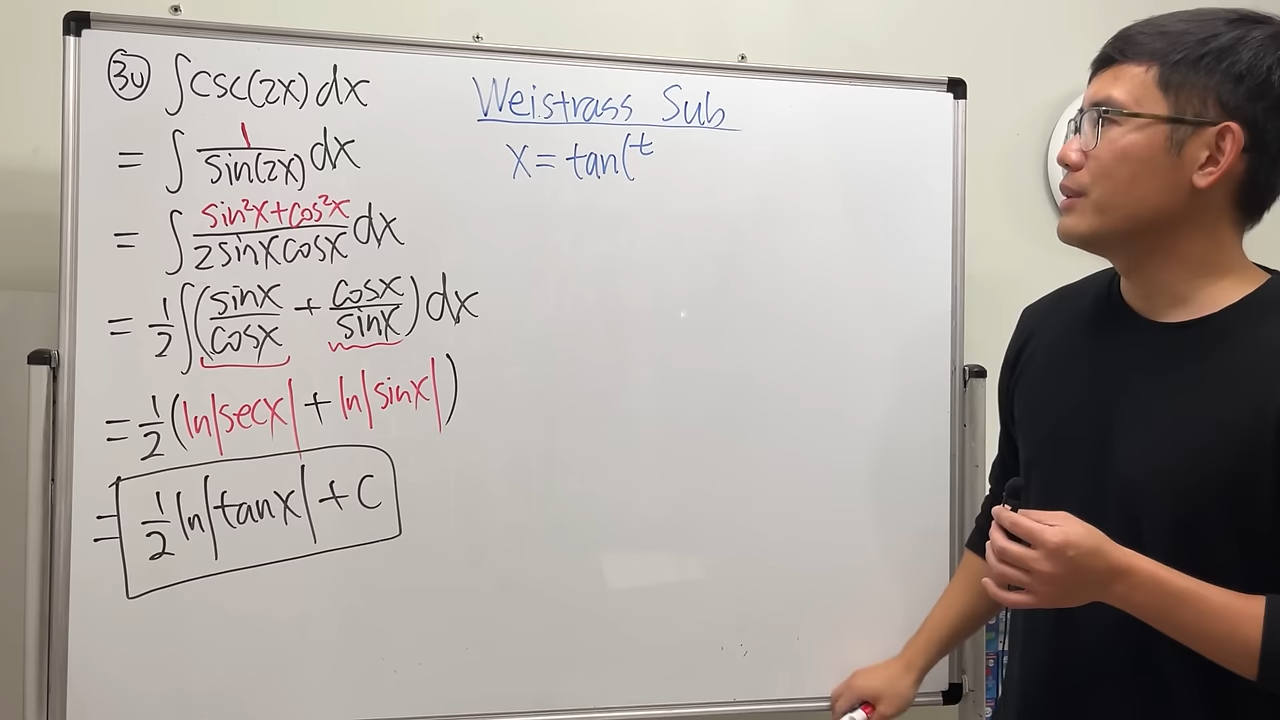 30 ∫csc(2x)dx
= ∫ 1/sin(2x) dx
= ∫ (sin²x+cos²x)/(2sinxcosx) dx
= 1/2 ∫(sinx/cosx + cosx/sinx)dx
= 1/2 (ln|secx| + ln|sinx|)
= 1/2 ln|tanx| + C
Weistrass Sub
x = tan(t